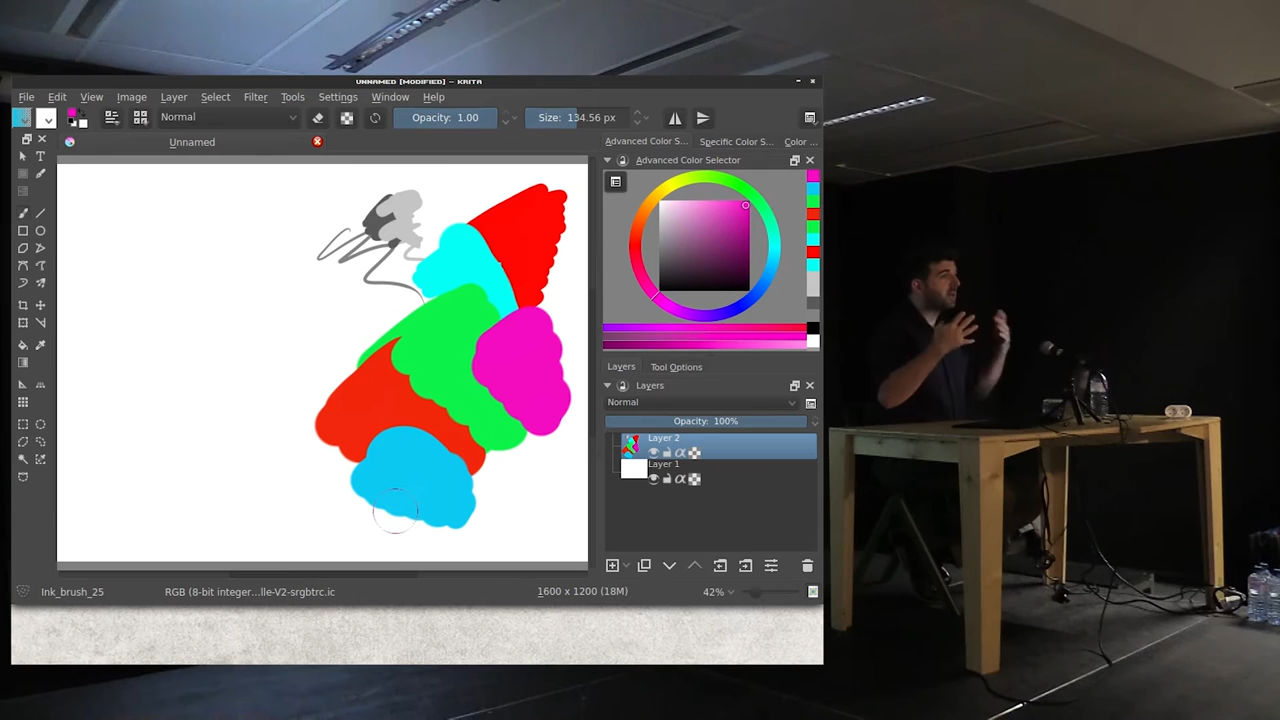 UNNAMED [MODIFIED] – KRITA
File Edit View Image Layer Select Filter Tools Settings Window Help
Normal Opacity: 1.00 Size: 134.56 px
Unnamed
Advanced Color S... Specific Color S... Color ...
Advanced Color Selector
Layers Tool Options
Layers
Normal
Opacity: 100%
Layer 2
Layer 1
Ink_brush_25 RGB (8-bit integer...lle-V2-srgbtrc.ic 1600 x 1200 (18M) 42%